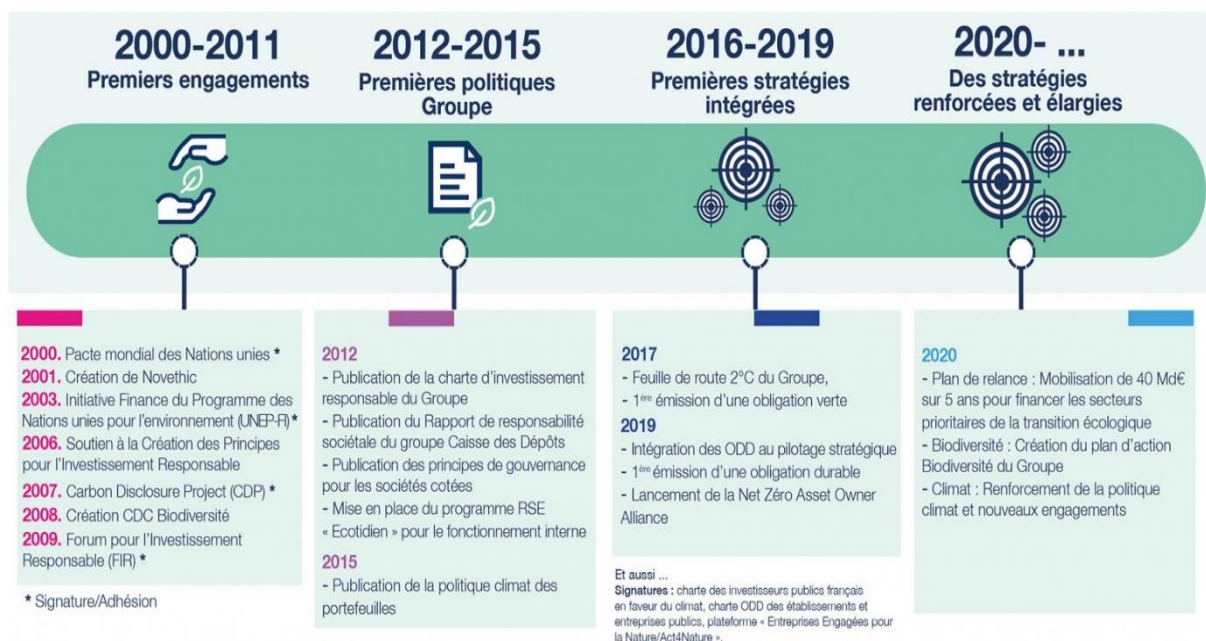 2000-2011
Premiers engagements
2012-2015
Premières politiques
Groupe
2016-2019
Premières stratégies
intégrées
2020- ...
Des stratégies
renforcées et élargies
2000. Pacte mondial des Nations unies *
2001. Création de Novethic
2003. Initiative Finance du Programme des
Nations unies pour l'environnement (UNEP-FI) *
2006. Soutien à la Création des Principes
pour l'Investissement Responsable
2007. Carbon Disclosure Project (CDP) *
2008. Création CDC Biodiversité
2009. Forum pour l'Investissement
Responsable (FIR) *
* Signature/Adhésion
2012
- Publication de la charte d'investissement
responsable du Groupe
- Publication du Rapport de responsabilité
sociétale du groupe Caisse des Dépôts
- Publication des principes de gouvernance
pour les sociétés cotées
- Mise en place du programme RSE
« Ecotidien » pour le fonctionnement interne
2015
- Publication de la politique climat des
portefeuilles
2017
- Feuille de route 2°C du Groupe,
- 1ère émission d'une obligation verte
2019
- Intégration des ODD au pilotage stratégique
- 1ère émission d'une obligation durable
- Lancement de la Net Zéro Asset Owner
Alliance
Et aussi ...
Signatures : charte des investisseurs publics français
en faveur du climat, charte ODD des établissements et
entreprises publics, plateforme « Entreprises Engagées pour
la Nature/Act4Nature ».
2020
- Plan de relance : Mobilisation de 40 Md€
sur 5 ans pour financer les secteurs
prioritaires de la transition écologique
- Biodiversité : Création du plan d'action
Biodiversité du Groupe
- Climat : Renforcement de la politique
climat et nouveaux engagements